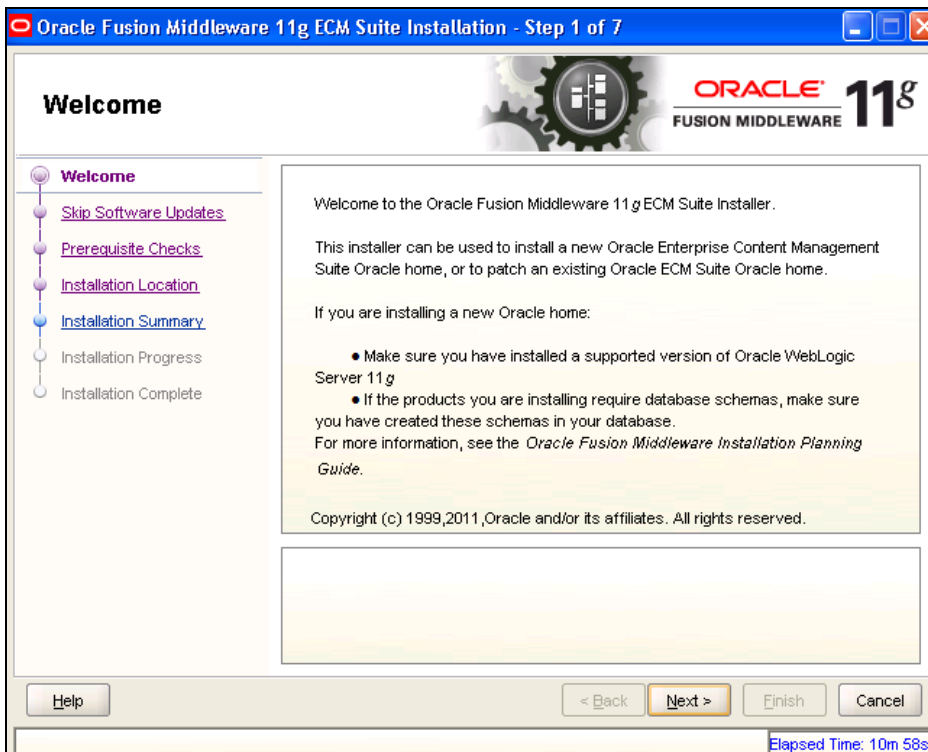 Oracle Fusion Middleware 11g ECM Suite Installation - Step 1 of 7
Welcome
ORACLE
FUSION MIDDLEWARE
11g
Welcome
Skip Software Updates
Prerequisite Checks
Installation Location
Installation Summary
Installation Progress
Installation Complete
Welcome to the Oracle Fusion Middleware 11g ECM Suite Installer.
This installer can be used to install a new Oracle Enterprise Content Management
Suite Oracle home, or to patch an existing Oracle ECM Suite Oracle home.
If you are installing a new Oracle home:
• Make sure you have installed a supported version of Oracle WebLogic
Server 11g
• If the products you are installing require database schemas, make sure
you have created these schemas in your database.
For more information, see the Oracle Fusion Middleware Installation Planning
Guide.
Copyright (c) 1999,2011,Oracle and/or its affiliates. All rights reserved.
Help
< Back
Next >
Finish
Cancel
Elapsed Time: 10m 58s